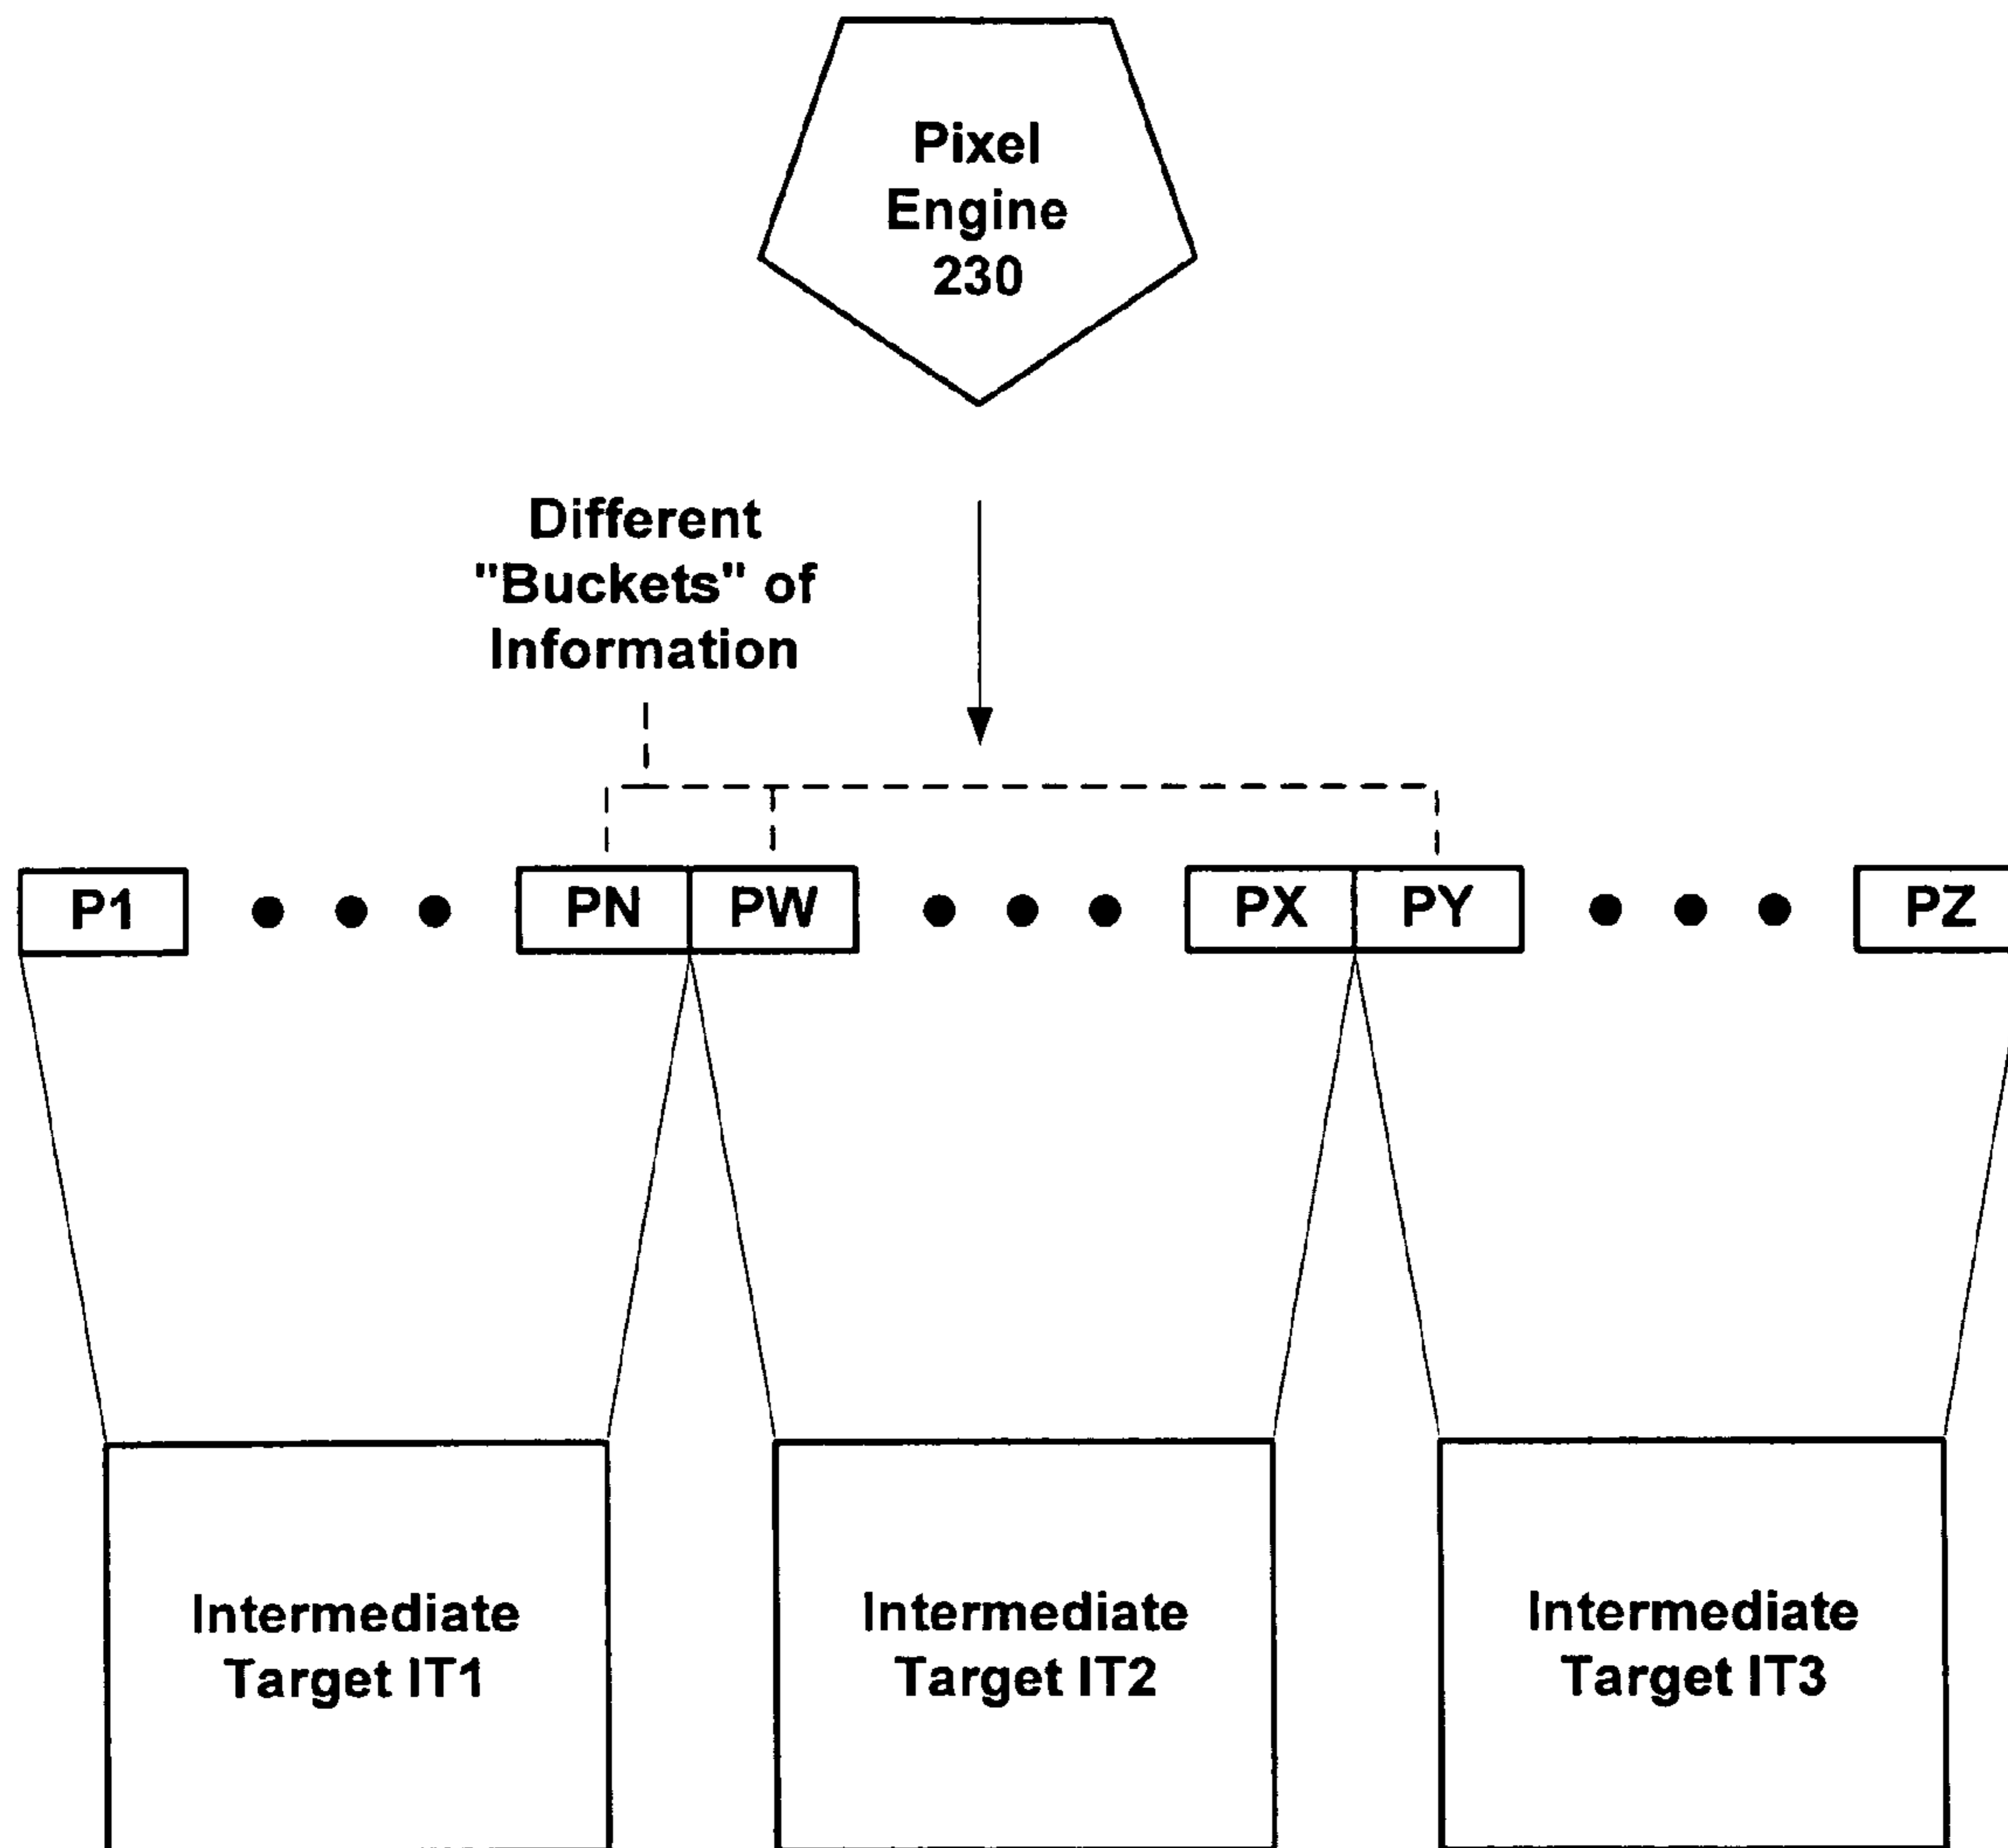 Pixel
Engine
230
Different
"Buckets" of
Information
P1 PN PW PX PY PZ
Intermediate
Target IT1
Intermediate
Target IT2
Intermediate
Target IT3